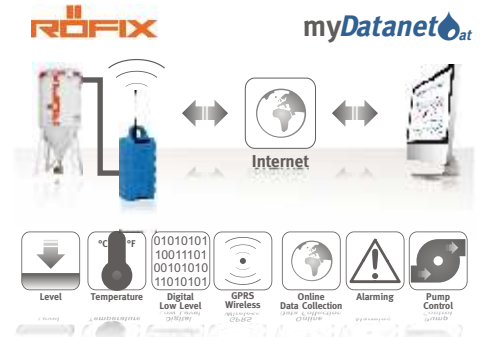 RÖFIX
myDatanet.at
RÖFIX
Internet
°C °F
01010101
10011101
00101010
11010101
Level
Temperature
Digital
Low Level
GPRS
Wireless
Online
Data Collection
Alarming
Pump
Control